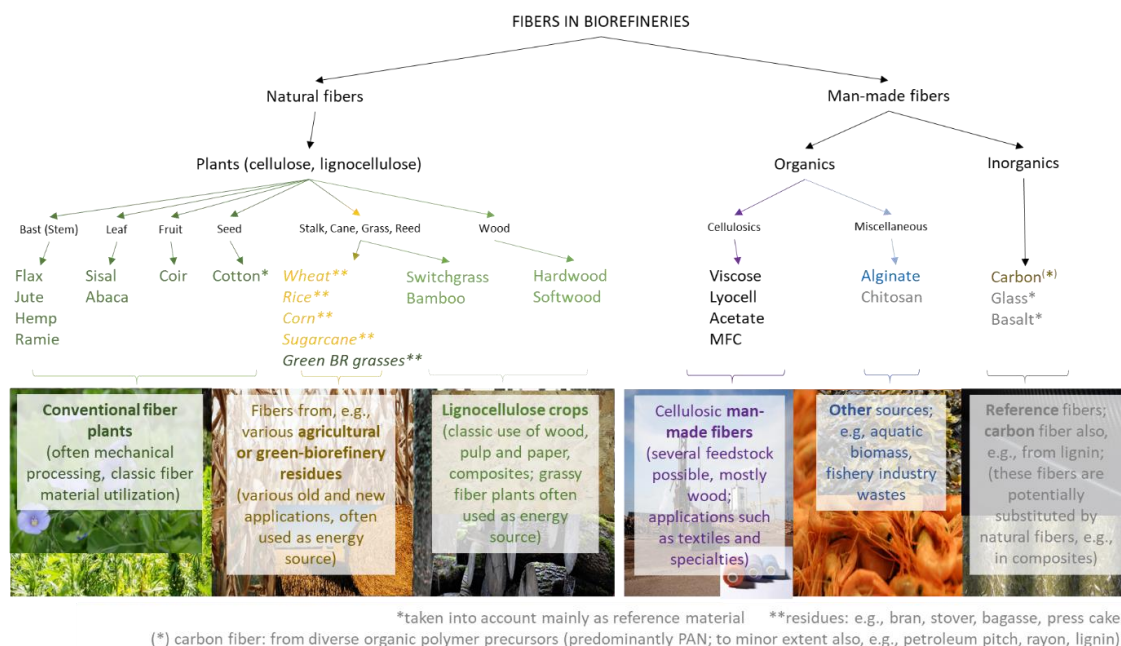 FIBERS IN BIOREFINERIES
Natural fibers
Man-made fibers
Plants (cellulose, lignocellulose)
Organics
Inorganics
Bast (Stem)
Leaf
Fruit
Seed
Stalk, Cane, Grass, Reed
Wood
Cellulosics
Miscellaneous
Flax
Jute
Hemp
Ramie
Sisal
Abaca
Coir
Cotton*
Wheat**
Rice**
Corn**
Sugarcane**
Green BR grasses**
Switchgrass
Bamboo
Hardwood
Softwood
Viscose
Lyocell
Acetate
MFC
Alginate
Chitosan
Carbon(*)
Glass*
Basalt*
Conventional fiber
plants
(often mechanical
processing, classic fiber
material utilization)
Fibers from, e.g.,
various agricultural
or green-biorefinery
residues
(various old and new
applications, often
used as energy
source)
Lignocellulose crops
(classic use of wood,
pulp and paper,
composites; grassy
fiber plants often
used as energy
source)
Cellulosic man-
made fibers
(several feedstock
possible, mostly
wood;
applications such
as textiles and
specialties)
Other sources;
e.g, aquatic
biomass,
fishery industry
wastes
Reference fibers;
carbon fiber also,
e.g., from lignin;
(these fibers are
potentially
substituted by
natural fibers, e.g.,
in composites)
*taken into account mainly as reference material **residues: e.g., bran, stover, bagasse, press cake
(*) carbon fiber: from diverse organic polymer precursors (predominantly PAN; to minor extent also, e.g., petroleum pitch, rayon, lignin)